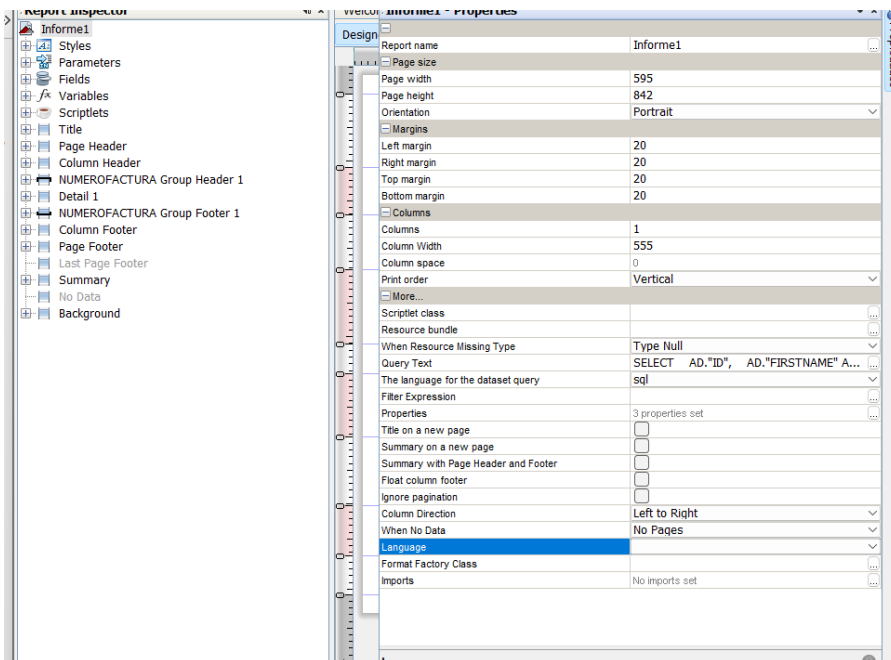 Report Inspector
Informe1
Styles
Parameters
Fields
fx Variables
Scriptlets
Title
Page Header
Column Header
NUMEROFACTURA Group Header 1
Detail 1
NUMEROFACTURA Group Footer 1
Column Footer
Page Footer
Last Page Footer
Summary
No Data
Background
Design
Informe1 - Properties
Report name Informe1 ...
Page size
Page width 595
Page height 842
Orientation Portrait
Margins
Left margin 20
Right margin 20
Top margin 20
Bottom margin 20
Columns
Columns 1
Column Width 555
Column space 0
Print order Vertical
More...
Scriptlet class ...
Resource bundle ...
When Resource Missing Type Type Null
Query Text SELECT AD."ID", AD."FIRSTNAME" A... ...
The language for the dataset query sql
Filter Expression ...
Properties 3 properties set ...
Title on a new page
Summary on a new page
Summary with Page Header and Footer
Float column footer
Ignore pagination
Column Direction Left to Right
When No Data No Pages
Language
Format Factory Class ...
Imports No imports set ...